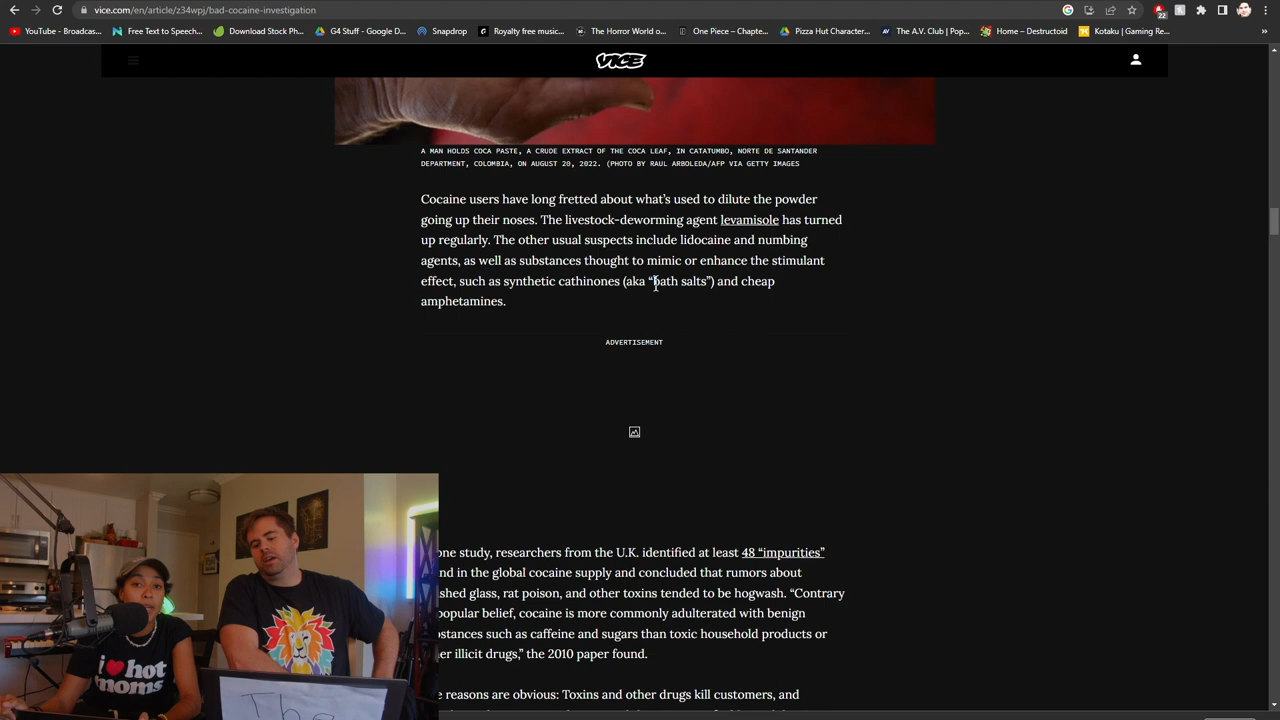 vice.com/en/article/z34wpj/bad-cocaine-investigation
22
YouTube - Broadcas...
Free Text to Speech...
Download Stock Ph...
G4 Stuff - Google D...
Snapdrop
Royalty free music...
The Horror World o...
One Piece – Chapte...
Pizza Hut Character...
The A.V. Club | Pop...
Home – Destructoid
Kotaku | Gaming Re...
»
VICE
A MAN HOLDS COCA PASTE, A CRUDE EXTRACT OF THE COCA LEAF, IN CATATUMBO, NORTE DE SANTANDER
DEPARTMENT, COLOMBIA, ON AUGUST 20, 2022. (PHOTO BY RAUL ARBOLEDA/AFP VIA GETTY IMAGES
Cocaine users have long fretted about what's used to dilute the powder
going up their noses. The livestock-deworming agent levamisole has turned
up regularly. The other usual suspects include lidocaine and numbing
agents, as well as substances thought to mimic or enhance the stimulant
effect, such as synthetic cathinones (aka “bath salts”) and cheap
amphetamines.
ADVERTISEMENT
one study, researchers from the U.K. identified at least 48 “impurities”
nd in the global cocaine supply and concluded that rumors about
shed glass, rat poison, and other toxins tended to be hogwash. “Contrary
popular belief, cocaine is more commonly adulterated with benign
bstances such as caffeine and sugars than toxic household products or
er illicit drugs,” the 2010 paper found.
e reasons are obvious: Toxins and other drugs kill customers, and
i ♥ hot
moms
The